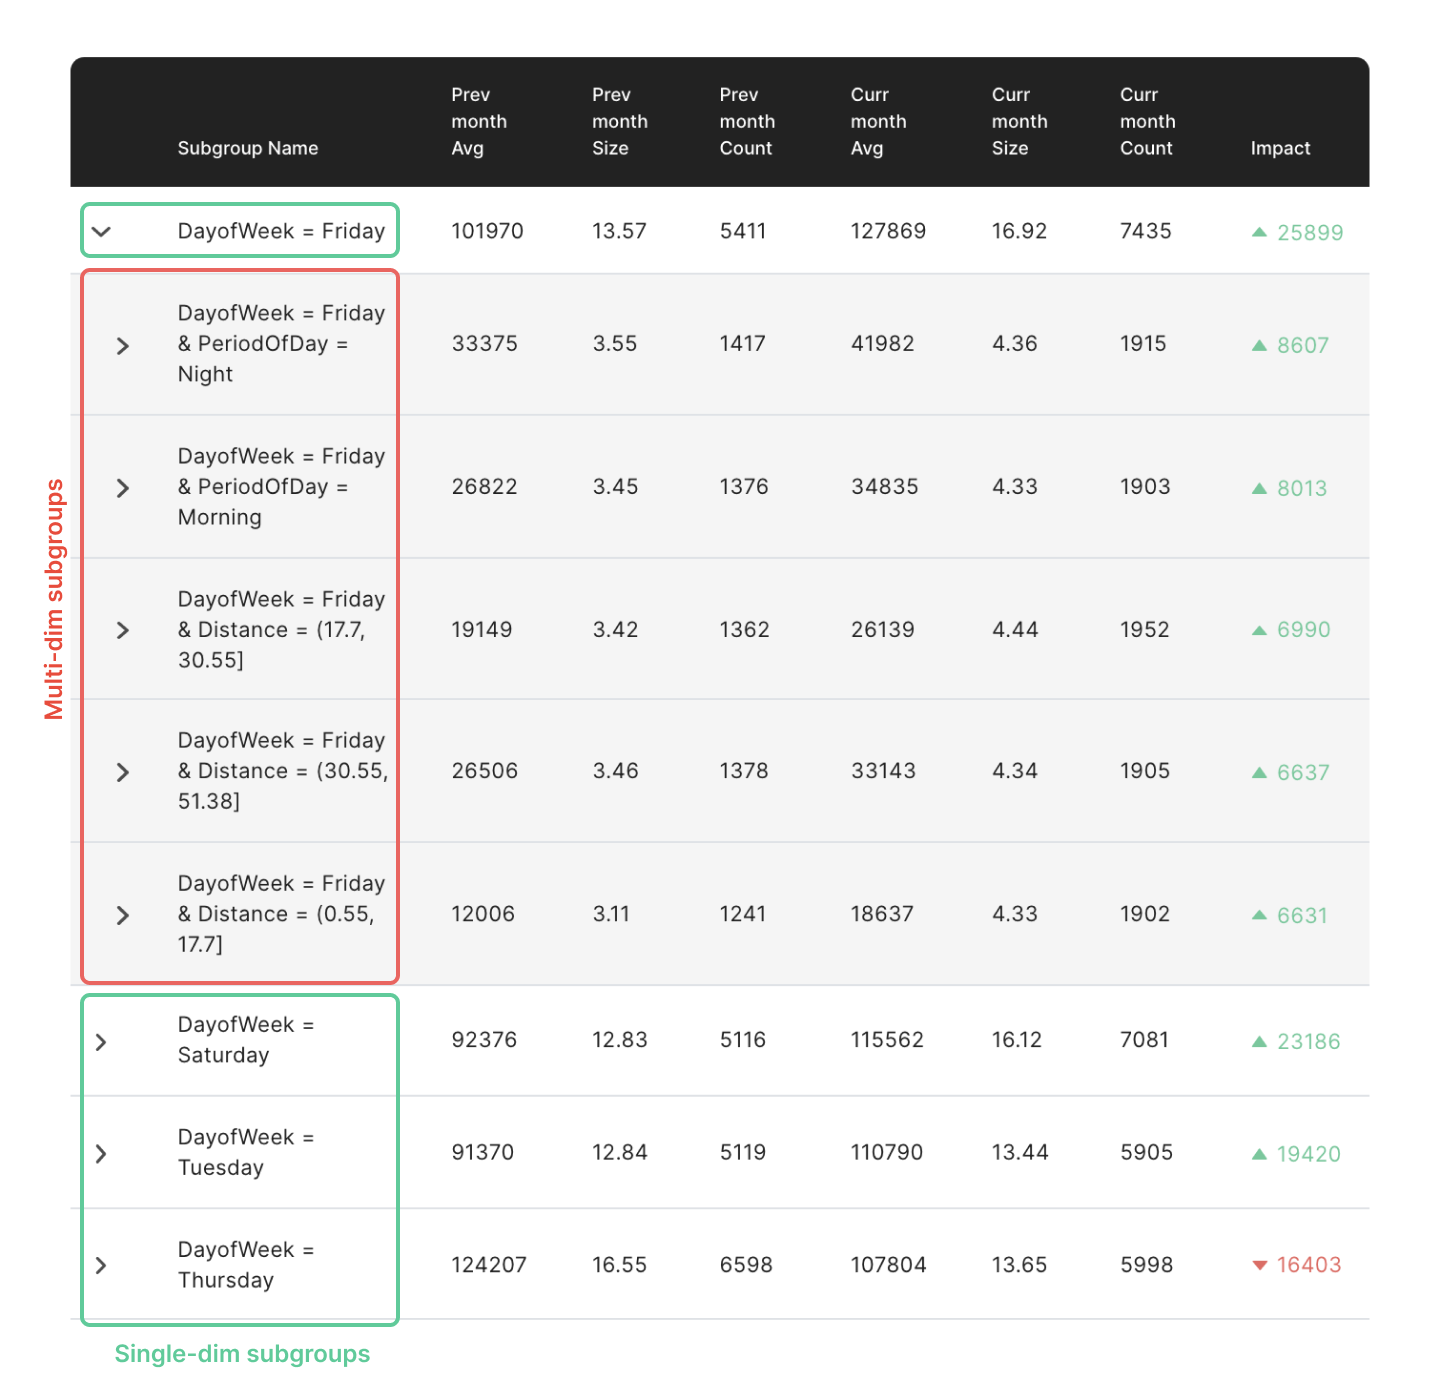 Subgroup Name
Prev
month
Avg
Prev
month
Size
Prev
month
Count
Curr
month
Avg
Curr
month
Size
Curr
month
Count
Impact
DayofWeek = Friday
101970
13.57
5411
127869
16.92
7435
25899
Multi-dim subgroups
DayofWeek = Friday
& PeriodOfDay =
Night
33375
3.55
1417
41982
4.36
1915
8607
DayofWeek = Friday
& PeriodOfDay =
Morning
26822
3.45
1376
34835
4.33
1903
8013
DayofWeek = Friday
& Distance = (17.7,
30.55]
19149
3.42
1362
26139
4.44
1952
6990
DayofWeek = Friday
& Distance = (30.55,
51.38]
26506
3.46
1378
33143
4.34
1905
6637
DayofWeek = Friday
& Distance = (0.55,
17.7]
12006
3.11
1241
18637
4.33
1902
6631
DayofWeek =
Saturday
92376
12.83
5116
115562
16.12
7081
23186
DayofWeek =
Tuesday
91370
12.84
5119
110790
13.44
5905
19420
DayofWeek =
Thursday
124207
16.55
6598
107804
13.65
5998
16403
Single-dim subgroups